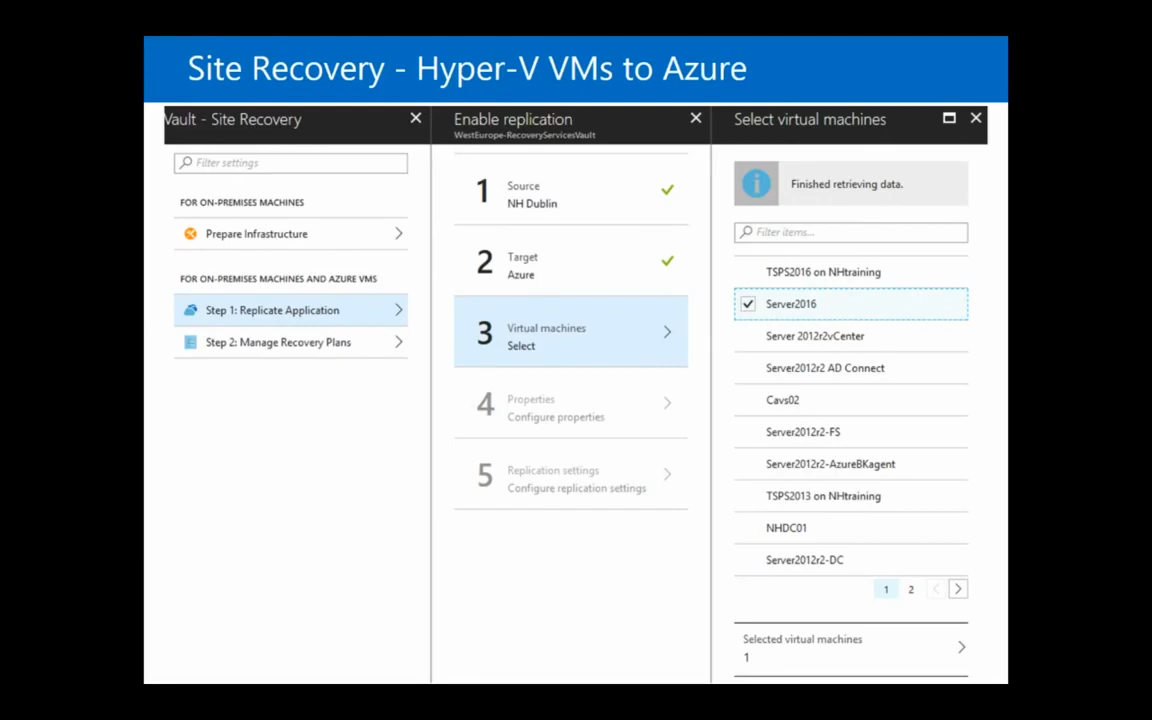 Site Recovery - Hyper-V VMs to Azure
Vault - Site Recovery
Filter settings
FOR ON-PREMISES MACHINES
Prepare Infrastructure
FOR ON-PREMISES MACHINES AND AZURE VMS
Step 1: Replicate Application
Step 2: Manage Recovery Plans
Enable replication
WestEurope-RecoveryServicesVault
1
Source
NH Dublin
2
Target
Azure
3
Virtual machines
Select
4
Properties
Configure properties
5
Replication settings
Configure replication settings
Select virtual machines
Finished retrieving data.
Filter items...
TSPS2016 on NHtraining
Server2016
Server 2012r2vCenter
Server2012r2 AD Connect
Cavs02
Server2012r2-FS
Server2012r2-AzureBKagent
TSPS2013 on NHtraining
NHDC01
Server2012r2-DC
1 2
Selected virtual machines
1